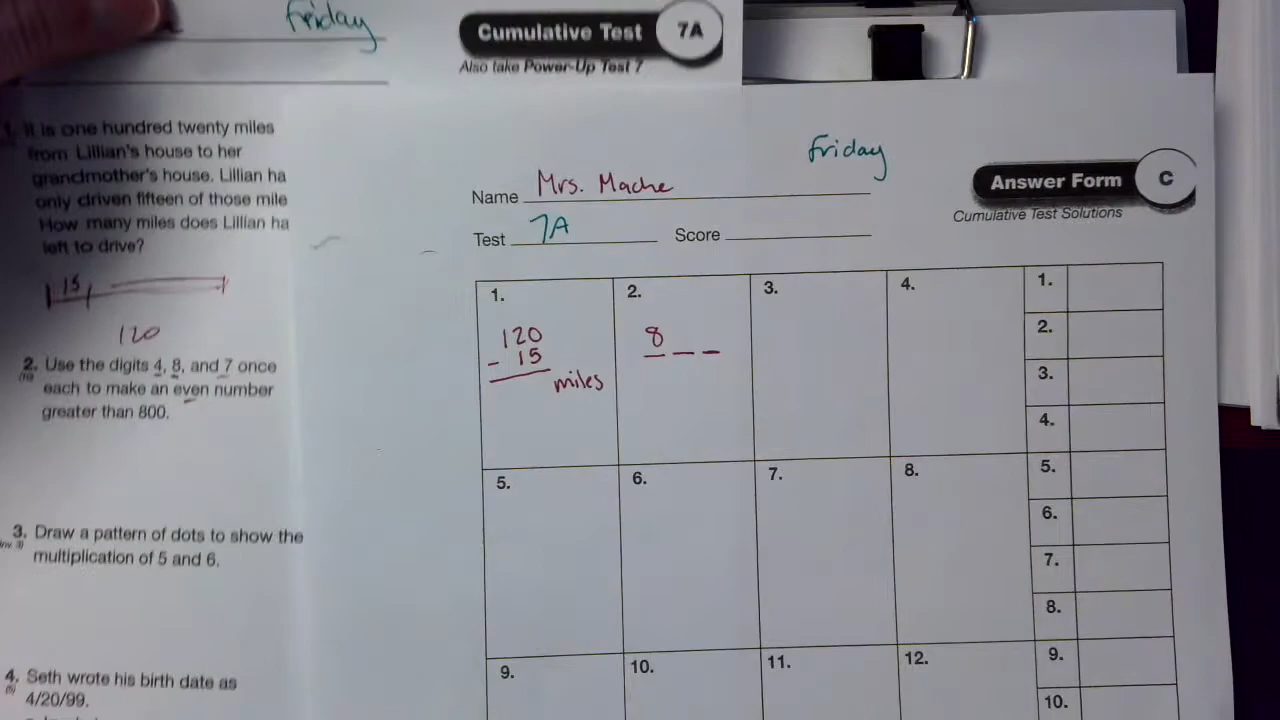 friday
Cumulative Test 7A
Also take Power-Up Test 7
1. It is one hundred twenty miles
from Lillian's house to her
grandmother's house. Lillian ha
only driven fifteen of those mile
How many miles does Lillian ha
left to drive?
15
120
2. Use the digits 4, 8, and 7 once
each to make an even number
greater than 800.
3. Draw a pattern of dots to show the
multiplication of 5 and 6.
4. Seth wrote his birth date as
4/20/99.
friday
Name Mrs. Mache
Answer Form C
Cumulative Test Solutions
Test 7A Score
1. 2. 3. 4.
120
- 15
miles
8 _ _
5. 6. 7. 8.
9. 10. 11. 12.
1.
2.
3.
4.
5.
6.
7.
8.
9.
10.